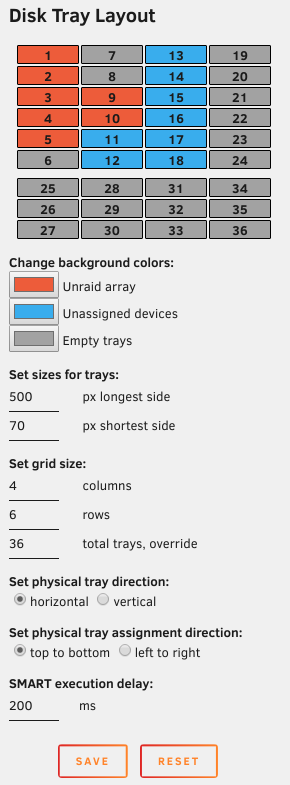 Disk Tray Layout
1 7 13 19
2 8 14 20
3 9 15 21
4 10 16 22
5 11 17 23
6 12 18 24
25 28 31 34
26 29 32 35
27 30 33 36
Change background colors:
Unraid array
Unassigned devices
Empty trays
Set sizes for trays:
500 px longest side
70 px shortest side
Set grid size:
4 columns
6 rows
36 total trays, override
Set physical tray direction:
horizontal vertical
Set physical tray assignment direction:
top to bottom left to right
SMART execution delay:
200 ms
SAVE RESET